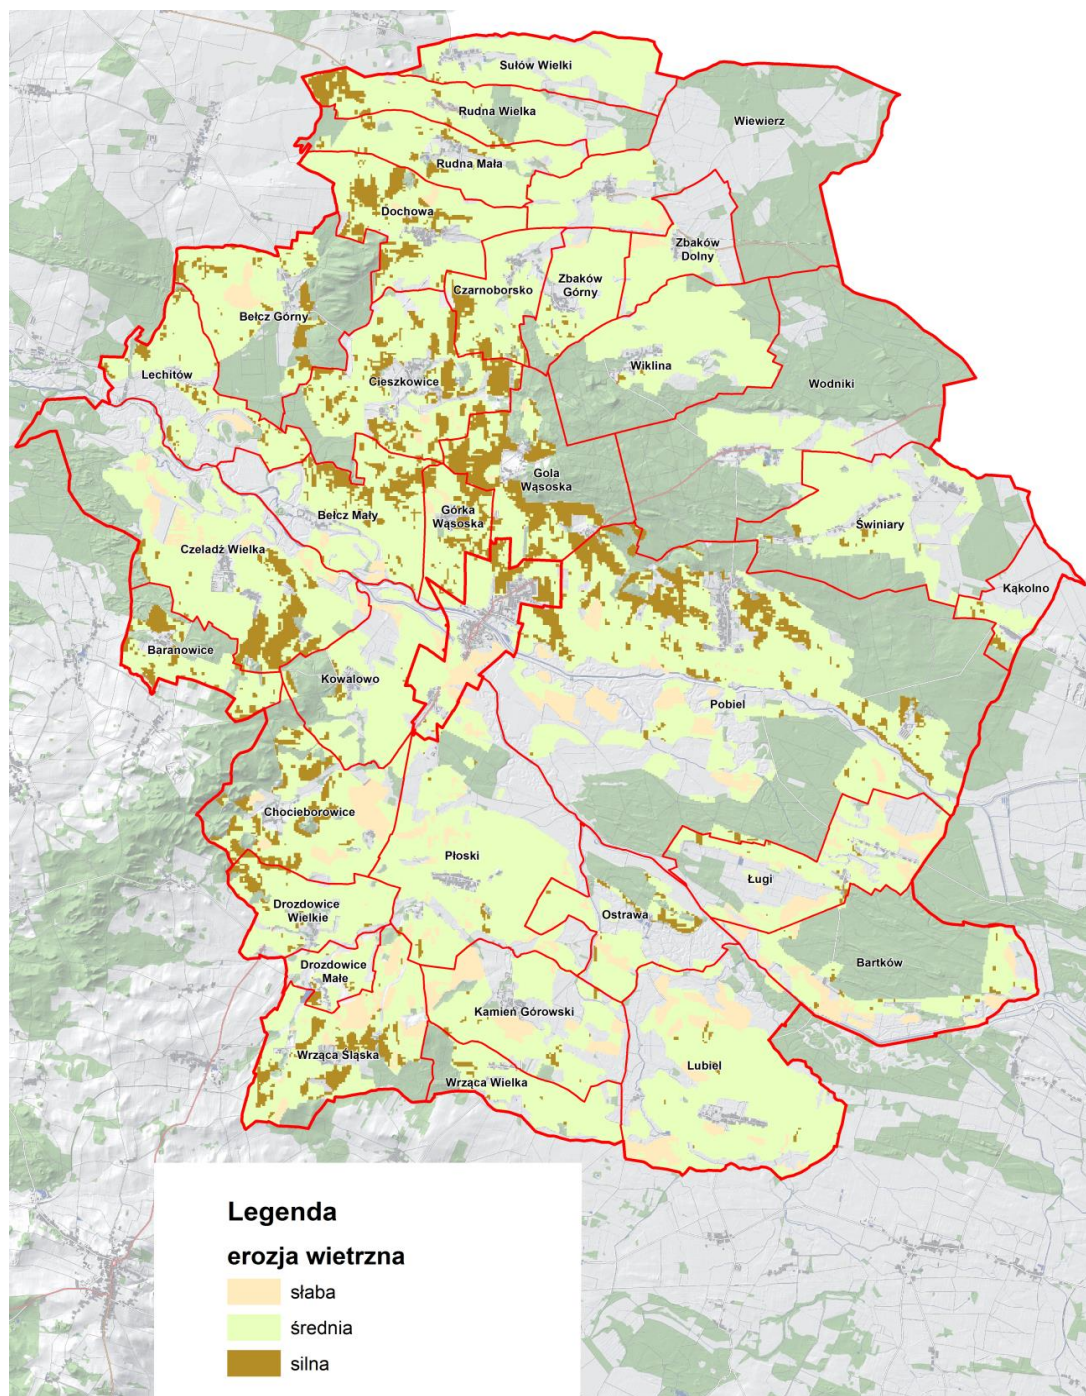 Sułów Wielki
Rudna Wielka
Wiewierz
Rudna Mała
Dochowa
Zbaków
Dolny
Zbaków
Górny
Czarnoborsko
Bełcz Górny
Wiklina
Lechitów
Cieszkowice
Wodniki
Gola
Wąsoska
Górka
Wąsoska
Bełcz Mały
Świniary
Czeladź Wielka
Kąkolno
Baranowice
Kowalowo
Pobiel
Chocieborowice
Płoski
Ługi
Drozdowice
Wielkie
Ostrawa
Drozdowice
Małe
Bartków
Kamień Górowski
Wrząca Śląska
Lubiel
Wrząca Wielka
Legenda
erozja wietrzna
słaba
średnia
silna